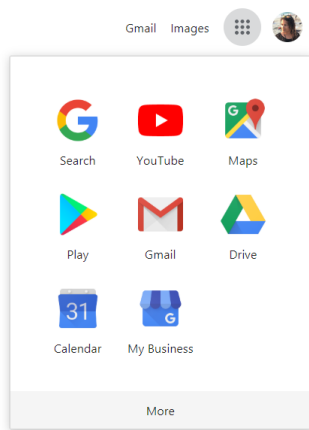 Gmail Images
G
Search YouTube Maps
Play Gmail Drive
31 G
Calendar My Business
More